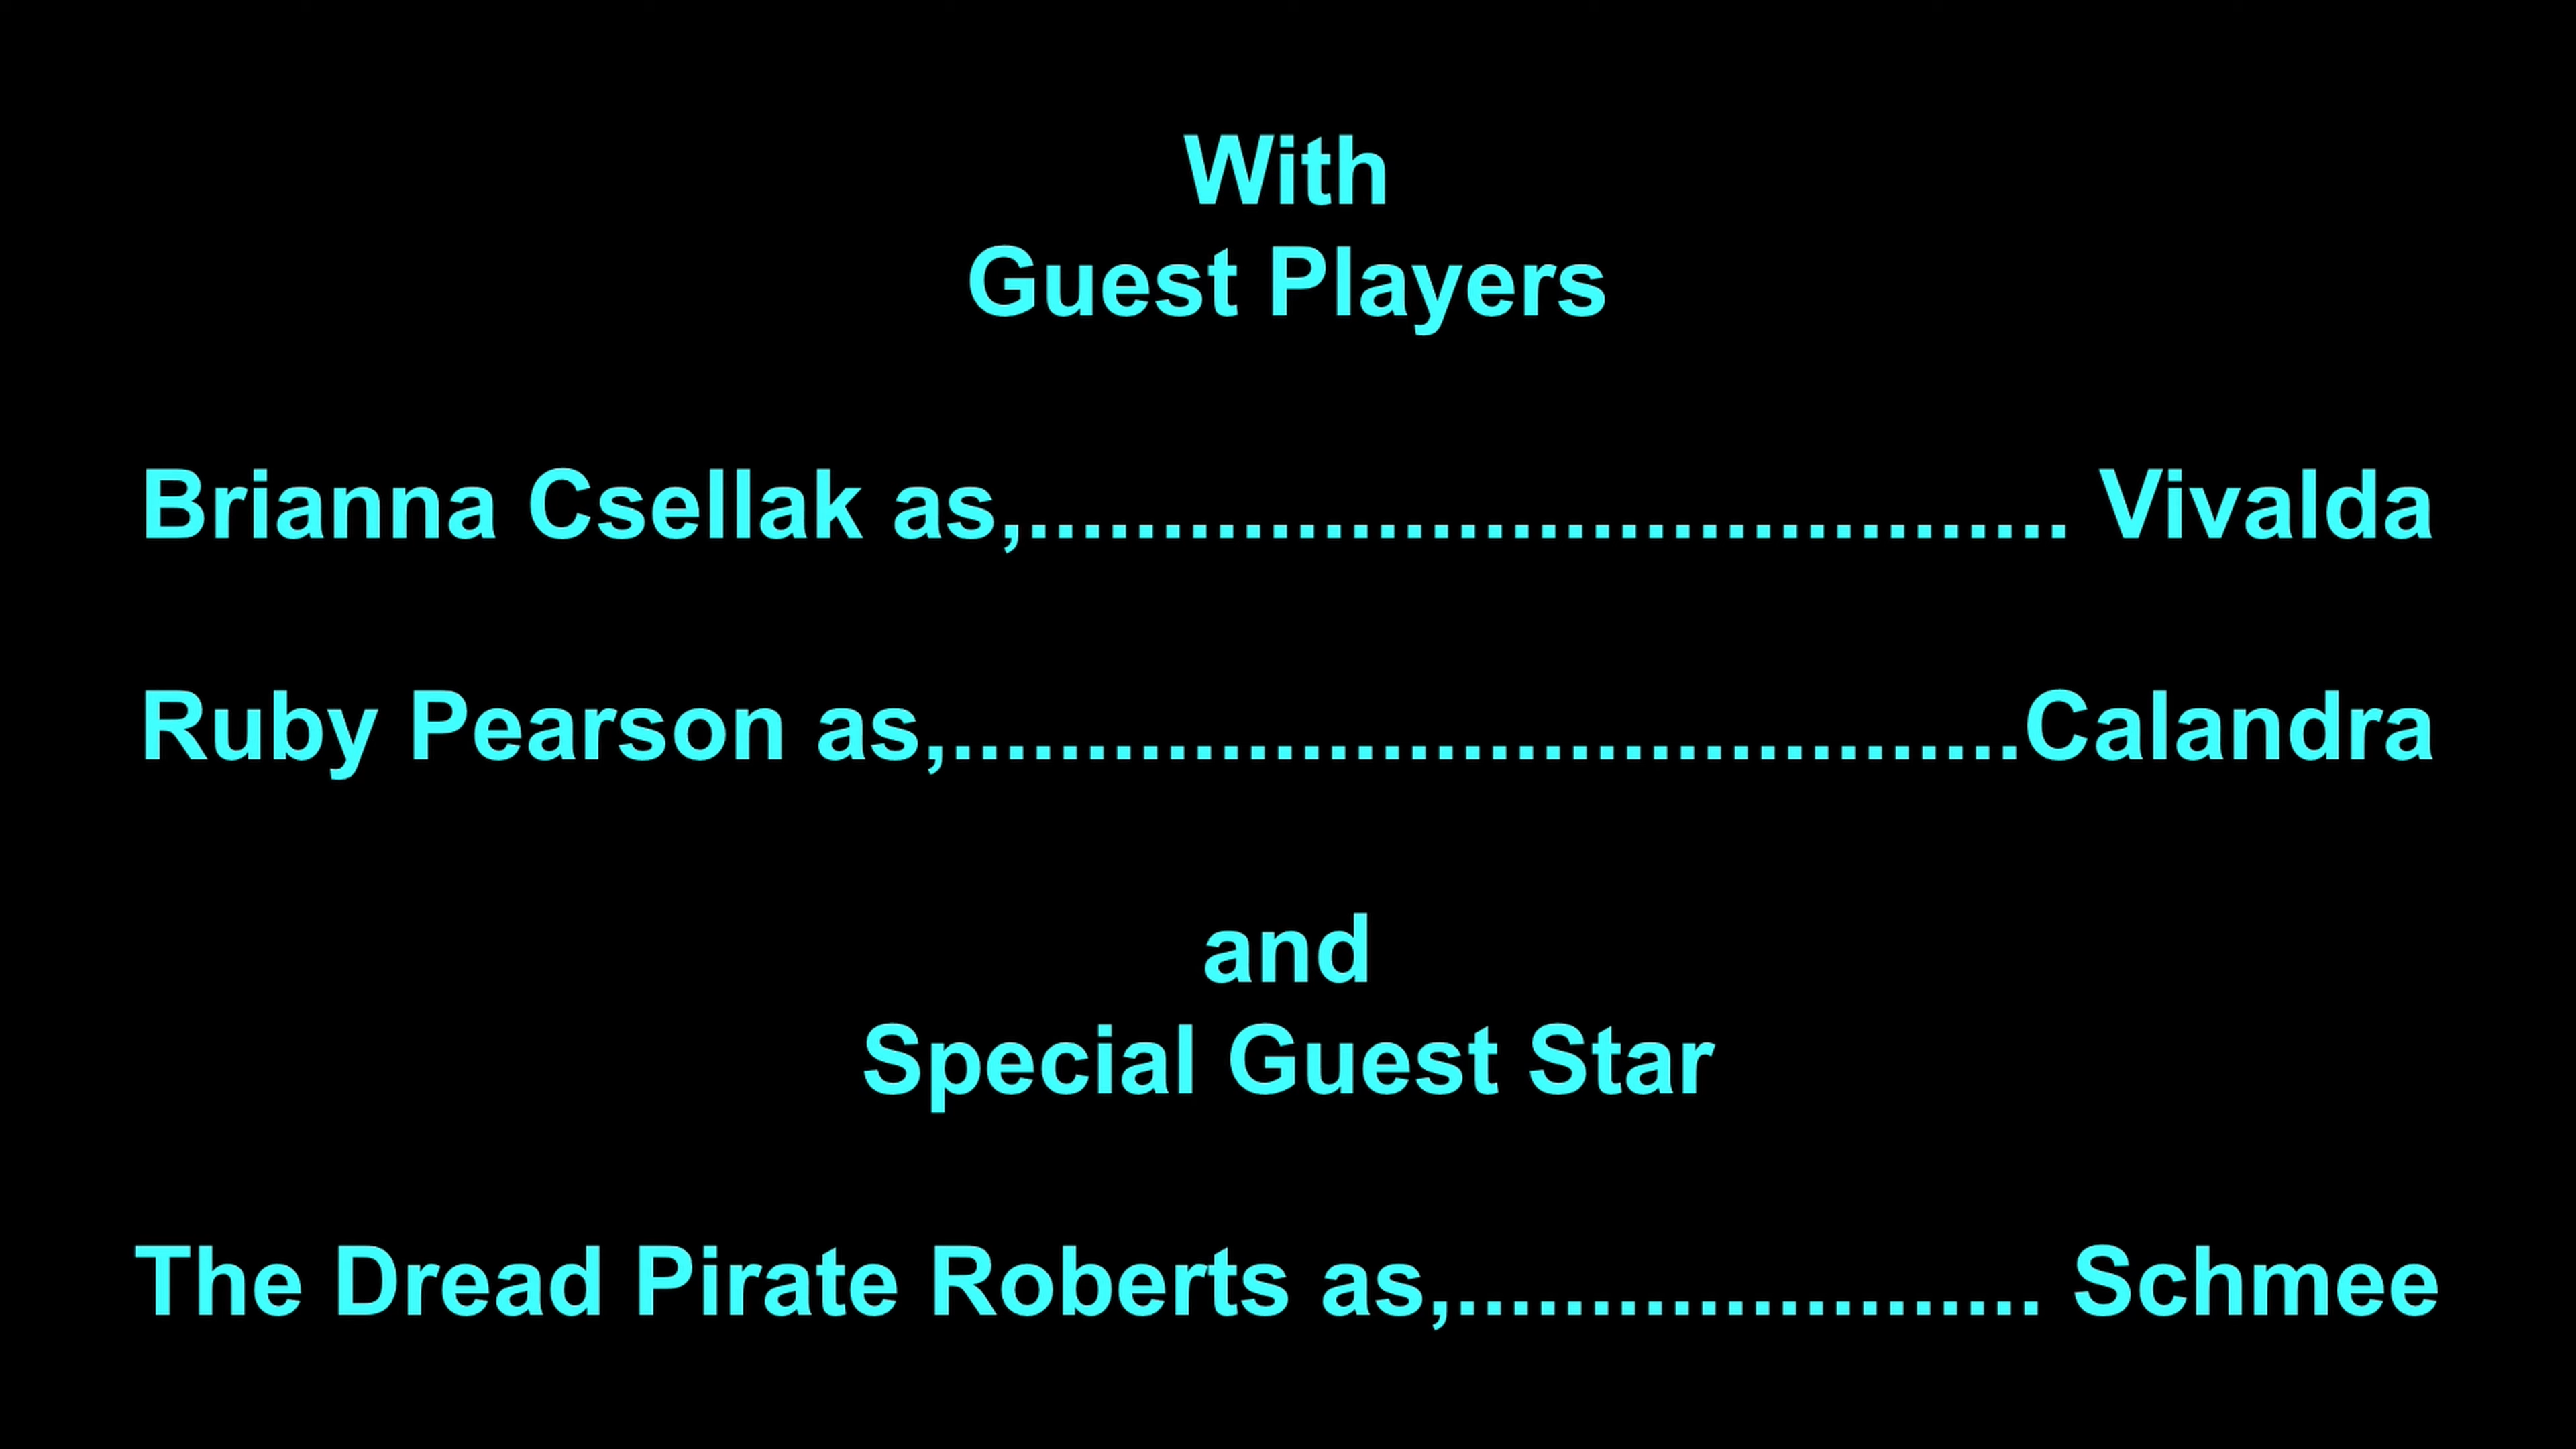 With
Guest Players
Brianna Csellak as,....................................... Vivalda
Ruby Pearson as,........................................Calandra
and
Special Guest Star
The Dread Pirate Roberts as,...................... Schmee